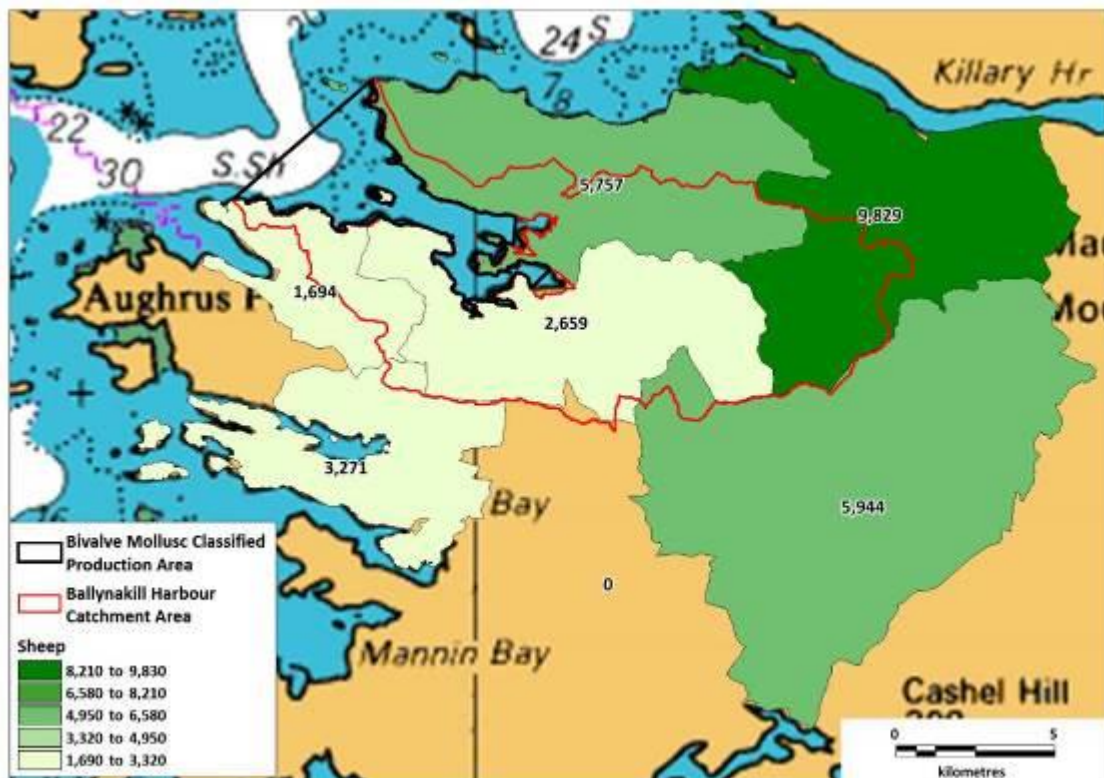 20
24
S
7
8
Killary Hr
22
30
S.Sh
5,757
9,829
Mau
Aughrus P
1,694
2,659
Mou
3,271
Bay
5,944
0
Mannin Bay
Cashel Hill
Bivalve Mollusc Classified
Production Area
Ballynakill Harbour
Catchment Area
Sheep
8,210 to 9,830
6,580 to 8,210
4,950 to 6,580
3,320 to 4,950
1,690 to 3,320
0
5
kilometres